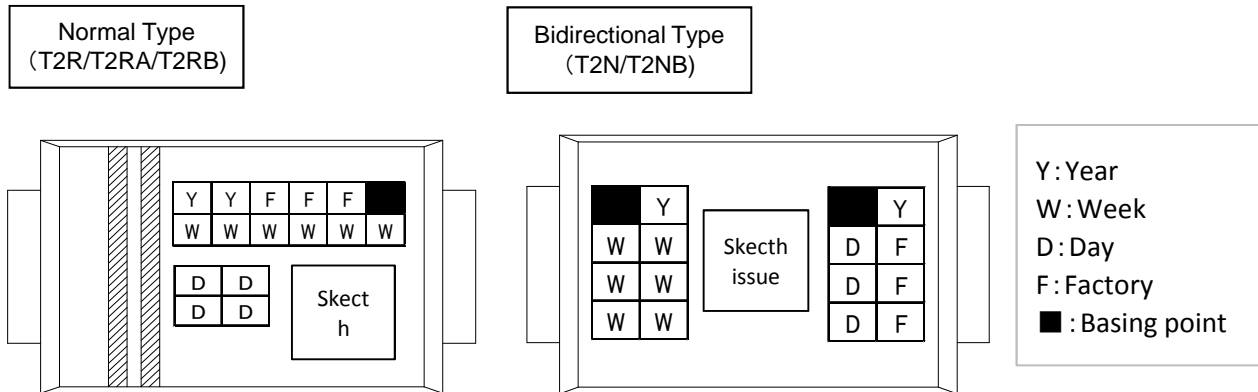 Normal Type
（T2R/T2RA/T2RB)
Bidirectional Type
（T2N/T2NB)
Y Y F F F
W W W W W W
D D
D D
Skect
h
Y
W W
W W
W W
Skecth
issue
Y
D F
D F
D F
Y：Year
W：Week
D：Day
F：Factory
■：Basing point